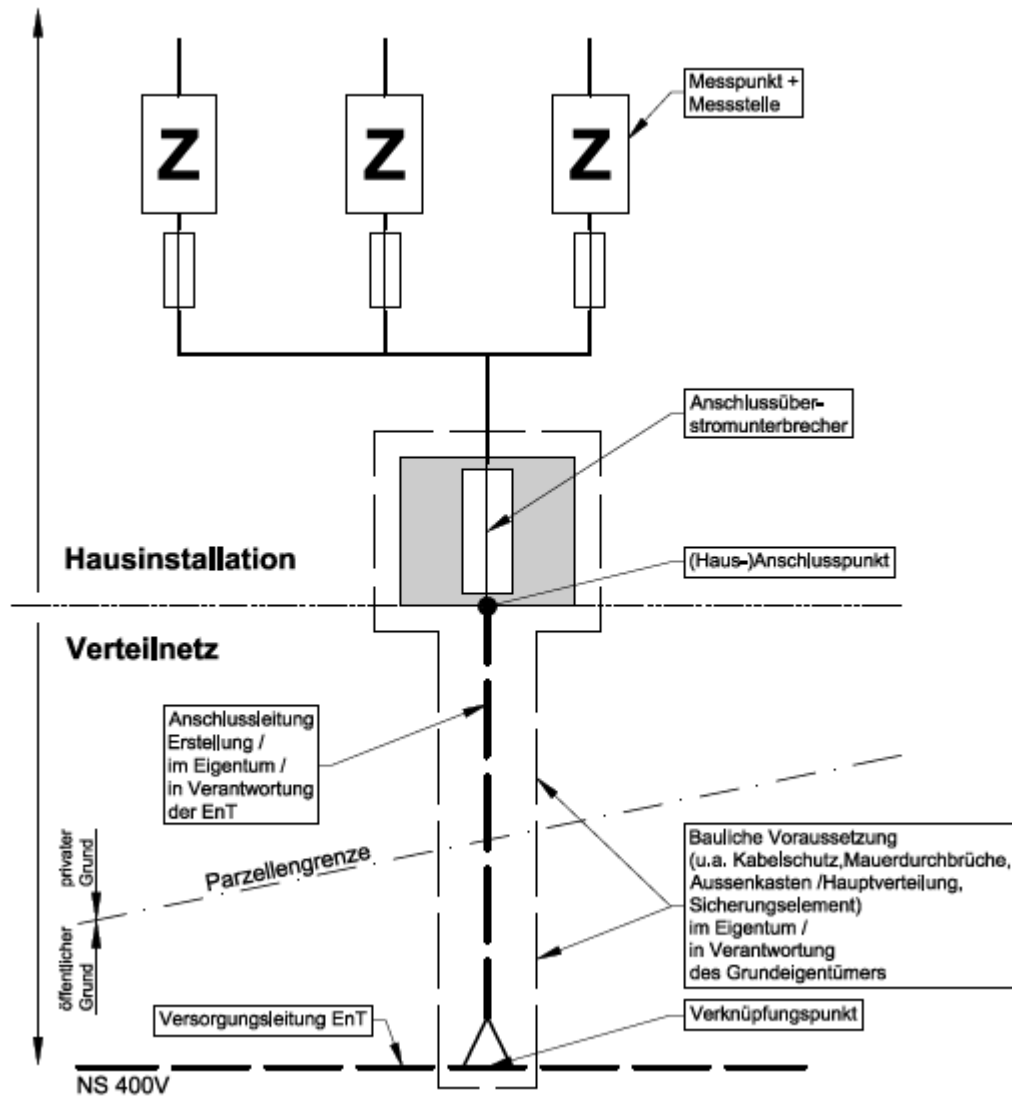 Z
Z
Z
Messpunkt +
Messstelle
Anschlussüber-
stromunterbrecher
Hausinstallation
(Haus-)Anschlusspunkt
Verteilnetz
Anschlussleitung
Erstellung /
im Eigentum /
in Verantwortung
der EnT
privater
Grund
Parzellengrenze
öffentlicher
Grund
Bauliche Voraussetzung
(u.a. Kabelschutz,Mauerdurchbrüche,
Aussenkasten /Hauptverteilung,
Sicherungselement)
im Eigentum /
in Verantwortung
des Grundeigentümers
Versorgungsleitung EnT
Verknüpfungspunkt
NS 400V